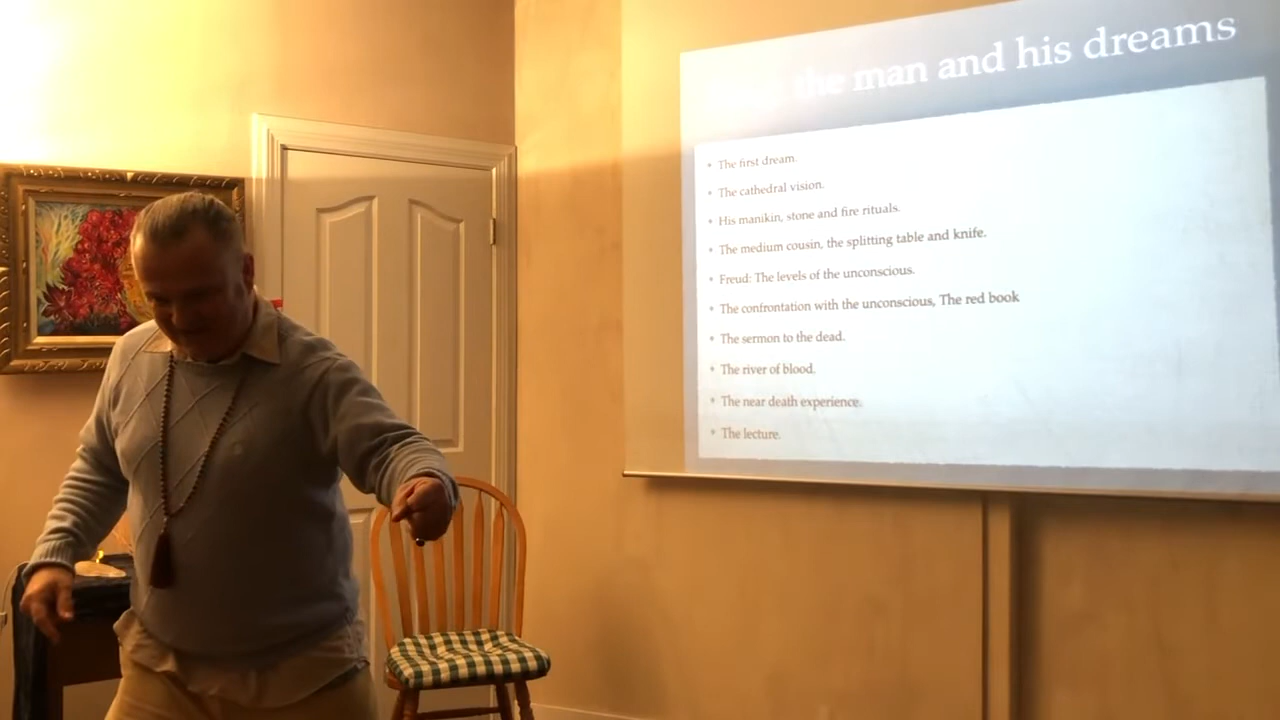 the man and his dreams
• The first dream.
• The cathedral vision.
• His manikin, stone and fire rituals.
• The medium cousin, the splitting table and knife.
• Freud: The levels of the unconscious.
• The confrontation with the unconscious, The red book
• The sermon to the dead.
• The river of blood.
• The near death experience.
• The lecture.